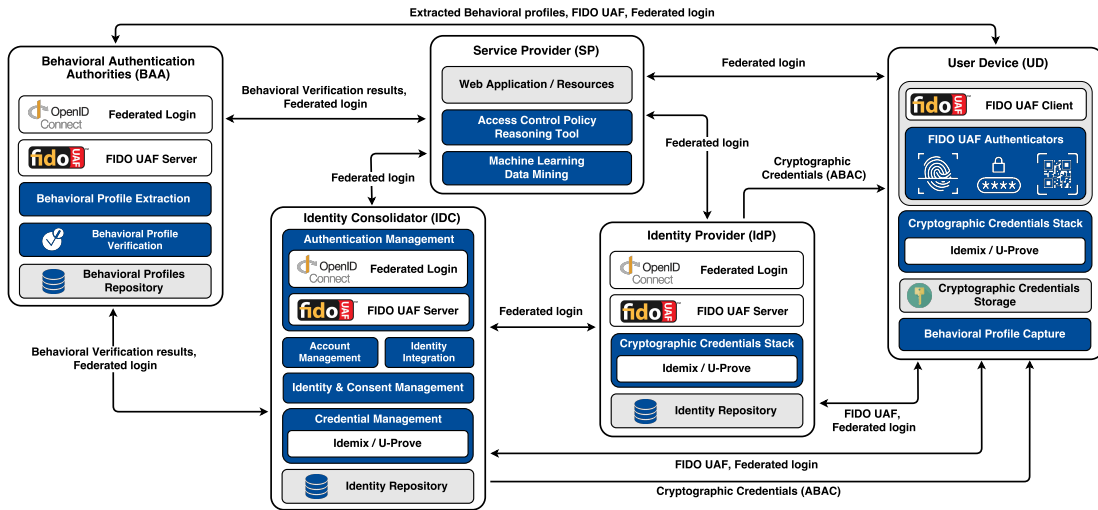 Extracted Behavioral profiles, FIDO UAF, Federated login
Behavioral Authentication
Authorities (BAA)
OpenID
Connect
Federated Login
fido
UAF
™
FIDO UAF Server
Behavioral Profile Extraction
Behavioral Profile
Verification
Behavioral Profiles
Repository
Behavioral Verification results,
Federated login
Service Provider (SP)
Web Application / Resources
Access Control Policy
Reasoning Tool
Machine Learning
Data Mining
Federated login
User Device (UD)
fido
UAF
™
FIDO UAF Client
FIDO UAF Authenticators
****
Cryptographic Credentials Stack
Idemix / U-Prove
Cryptographic Credentials
Storage
Behavioral Profile Capture
Federated login
Federated login
Cryptographic
Credentials (ABAC)
Identity Consolidator (IDC)
Authentication Management
OpenID
Connect
Federated Login
fido
UAF
™
FIDO UAF Server
Account
Management
Identity
Integration
Identity & Consent Management
Credential Management
Idemix / U-Prove
Identity Repository
Federated login
Identity Provider (IdP)
OpenID
Connect
Federated Login
fido
UAF
™
FIDO UAF Server
Cryptographic Credentials Stack
Idemix / U-Prove
Identity Repository
Behavioral Verification results,
Federated login
FIDO UAF,
Federated login
FIDO UAF, Federated login
Cryptographic Credentials (ABAC)